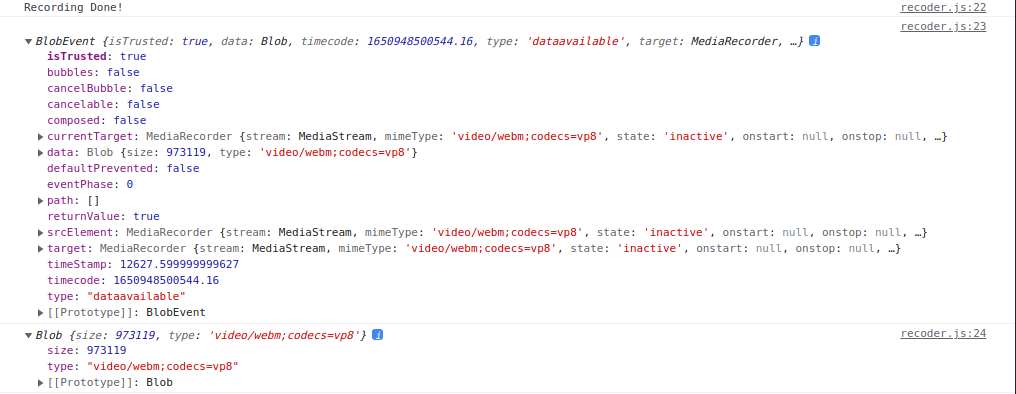 Recording Done! recoder.js:22
recoder.js:23
BlobEvent {isTrusted: true, data: Blob, timecode: 1650948500544.16, type: 'dataavailable', target: MediaRecorder, …} i
isTrusted: true
bubbles: false
cancelBubble: false
cancelable: false
composed: false
currentTarget: MediaRecorder {stream: MediaStream, mimeType: 'video/webm;codecs=vp8', state: 'inactive', onstart: null, onstop: null, …}
data: Blob {size: 973119, type: 'video/webm;codecs=vp8'}
defaultPrevented: false
eventPhase: 0
path: []
returnValue: true
srcElement: MediaRecorder {stream: MediaStream, mimeType: 'video/webm;codecs=vp8', state: 'inactive', onstart: null, onstop: null, …}
target: MediaRecorder {stream: MediaStream, mimeType: 'video/webm;codecs=vp8', state: 'inactive', onstart: null, onstop: null, …}
timeStamp: 12627.599999999627
timecode: 1650948500544.16
type: "dataavailable"
[[Prototype]]: BlobEvent
Blob {size: 973119, type: 'video/webm;codecs=vp8'} i recoder.js:24
size: 973119
type: "video/webm;codecs=vp8"
[[Prototype]]: Blob